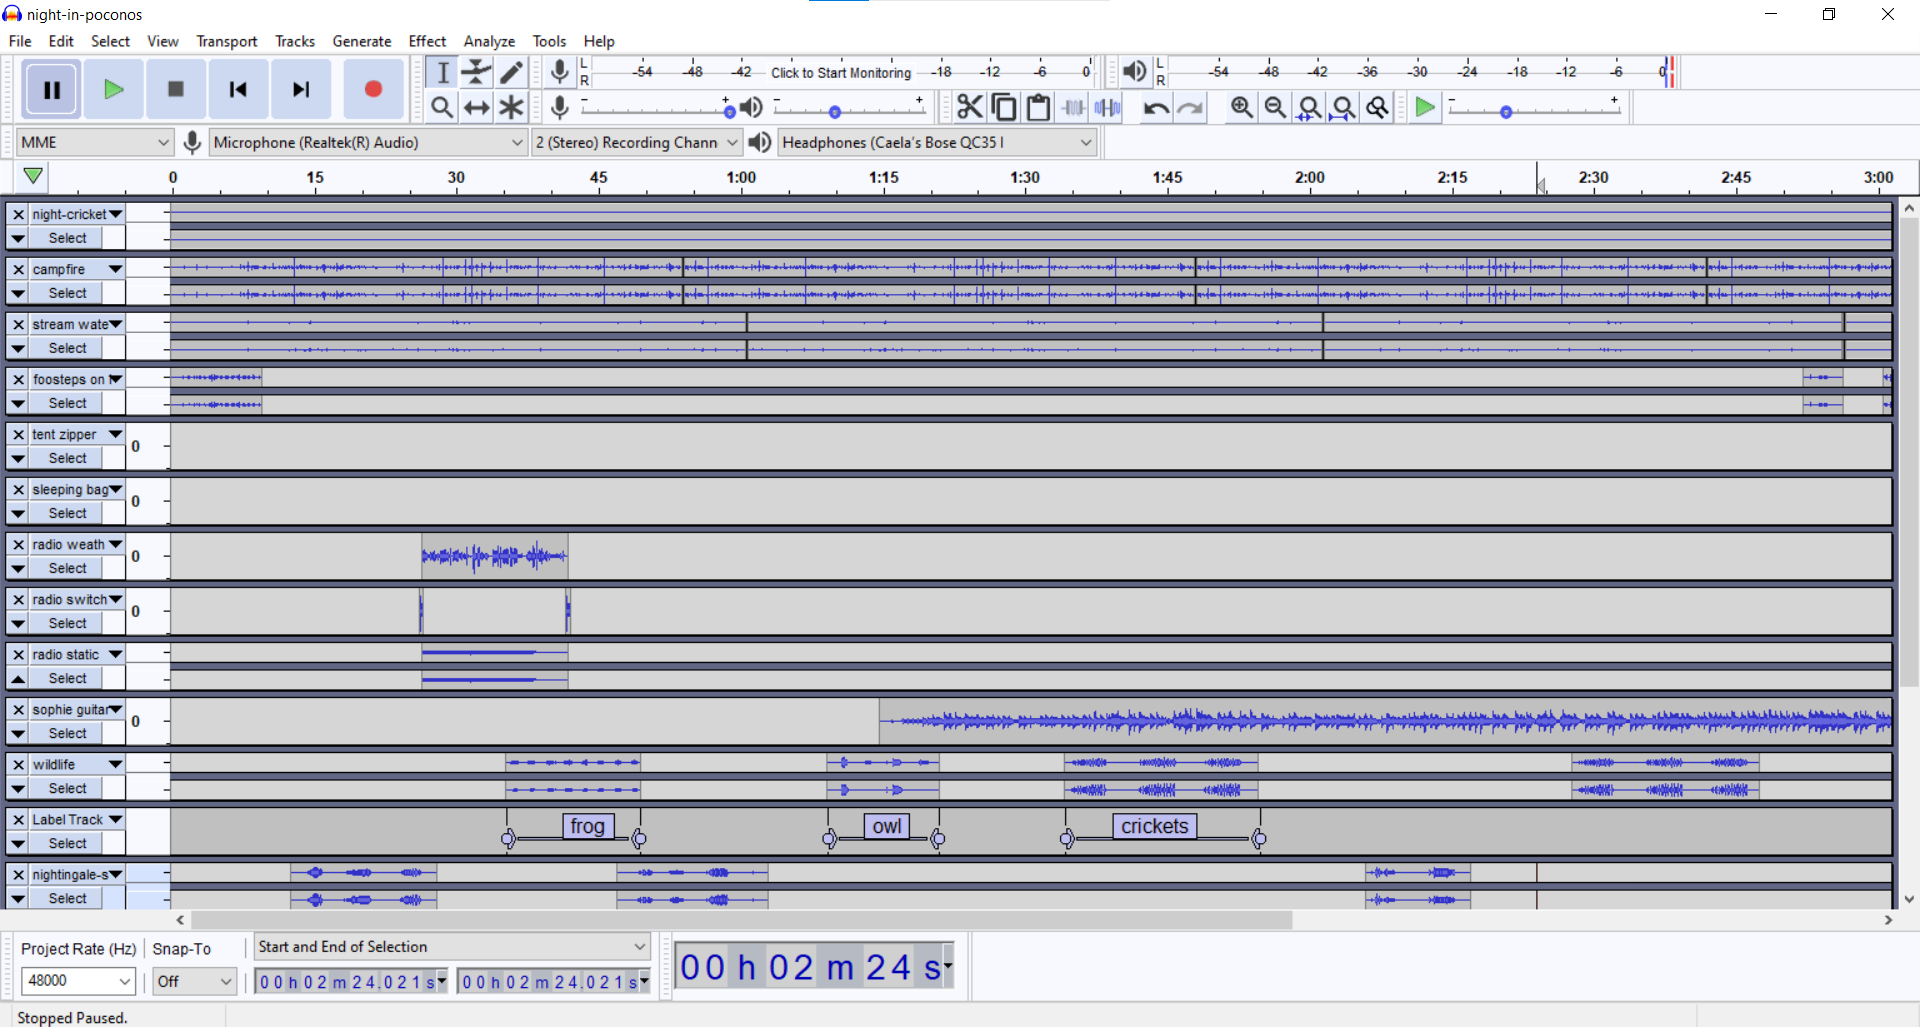 night-in-poconos
File Edit Select View Transport Tracks Generate Effect Analyze Tools Help
L R -54 -48 -42 Click to Start Monitoring -18 -12 -6 0 L R -54 -48 -42 -36 -30 -24 -18 -12 -6 0
- + - + - +
MME Microphone (Realtek(R) Audio) 2 (Stereo) Recording Chann Headphones (Caela's Bose QC35 I
0 15 30 45 1:00 1:15 1:30 1:45 2:00 2:15 2:30 2:45 3:00
night-cricket
Select
campfire
Select
stream wate
Select
foosteps on
Select
tent zipper 0
Select
sleeping bag 0
Select
radio weath 0
Select
radio switch 0
Select
radio static
Select
sophie guitar 0
Select
wildlife
Select
Label Track frog owl crickets
Select
nightingale-s
Select
Project Rate (Hz) Snap-To Start and End of Selection
48000 Off 00 h 02 m 24.021 s 00 h 02 m 24.021 s 00 h 02 m 24 s
Stopped Paused.